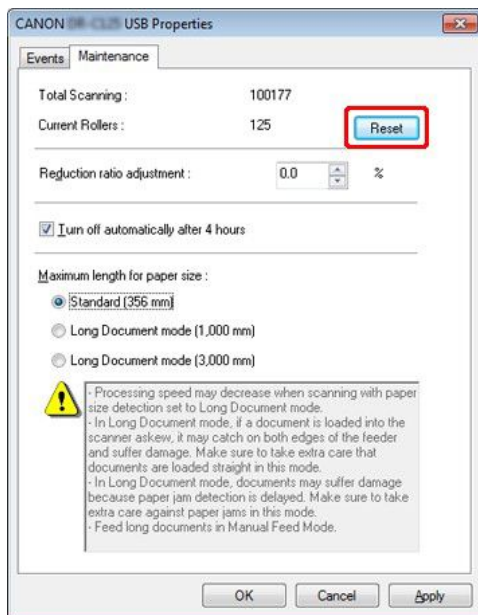 CANON USB Properties
Events Maintenance
Total Scanning : 100177
Current Rollers : 125 Reset
Reduction ratio adjustment : 0.0 %
Turn off automatically after 4 hours
Maximum length for paper size :
Standard (356 mm)
Long Document mode (1,000 mm)
Long Document mode (3,000 mm)
- Processing speed may decrease when scanning with paper
size detection set to Long Document mode.
- In Long Document mode, if a document is loaded into the
scanner askew, it may catch on both edges of the feeder
and suffer damage. Make sure to take extra care that
documents are loaded straight in this mode.
- In Long Document mode, documents may suffer damage
because paper jam detection is delayed. Make sure to take
extra care against paper jams in this mode.
- Feed long documents in Manual Feed Mode.
OK Cancel Apply